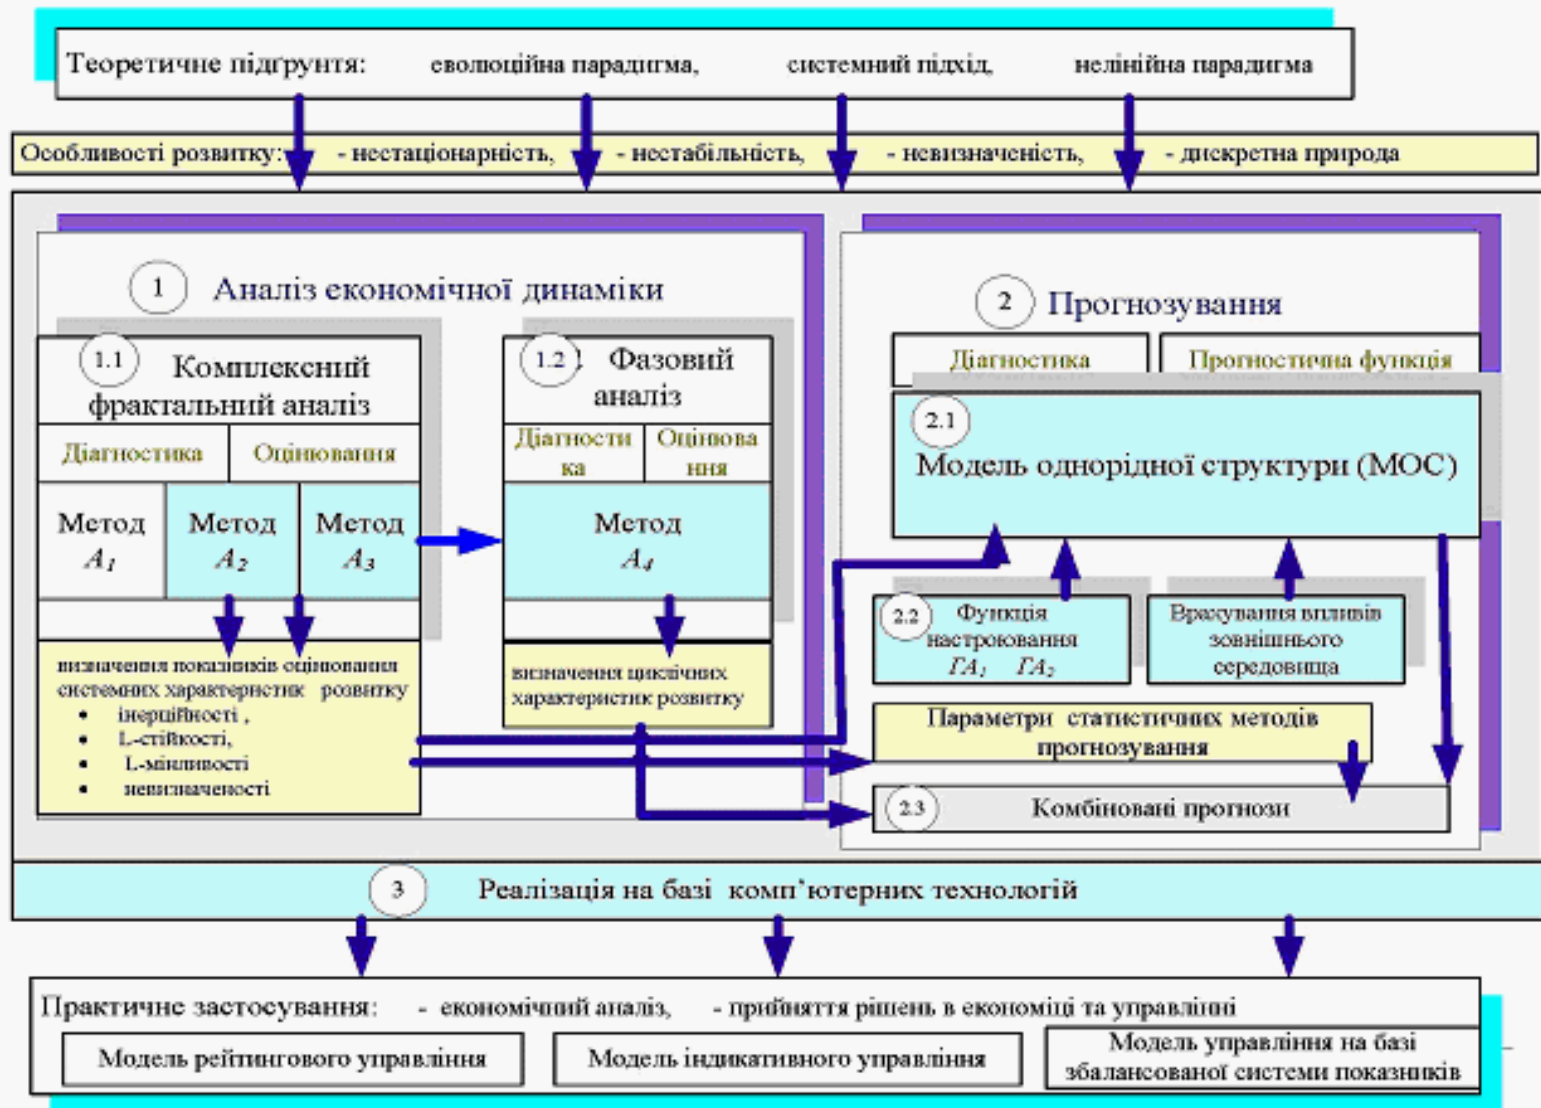 Теоретичне підґрунтя: еволюційна парадигма, системний підхід, нелінійна парадигма
Особливості розвитку: - нестаціонарність, - нестабільність, - невизначеність, - дискретна природа
1 Аналіз економічної динаміки
1.1 Комплексний
фрактальний аналіз
Діагностика Оцінювання
Метод Метод Метод
A₁ A₂ A₃
визначення показників оцінювання
системних характеристик розвитку
• інерційності ,
• L-стійкості,
• L-мінливості
• невизначеності
1.2 . Фазовий
аналіз
Діагности Оцінюва
ка ння
Метод
A₄
визначення циклічних
характеристик розвитку
2 Прогнозування
Діагностика Прогностична функція
2.1
Модель однорідної структури (МОС)
2.2 Функція
настроювання
ГА₁ ГА₂
Врахування впливів
зовнішнього
середовища
Параметри статистичних методів
прогнозування
2.3 Комбіновані прогнози
3 Реалізація на базі комп’ютерних технологій
Практичне застосування: - економічний аналіз, - прийняття рішень в економіці та управлінні
Модель рейтингового управління
Модель індикативного управління
Модель управління на базі
збалансованої системи показників